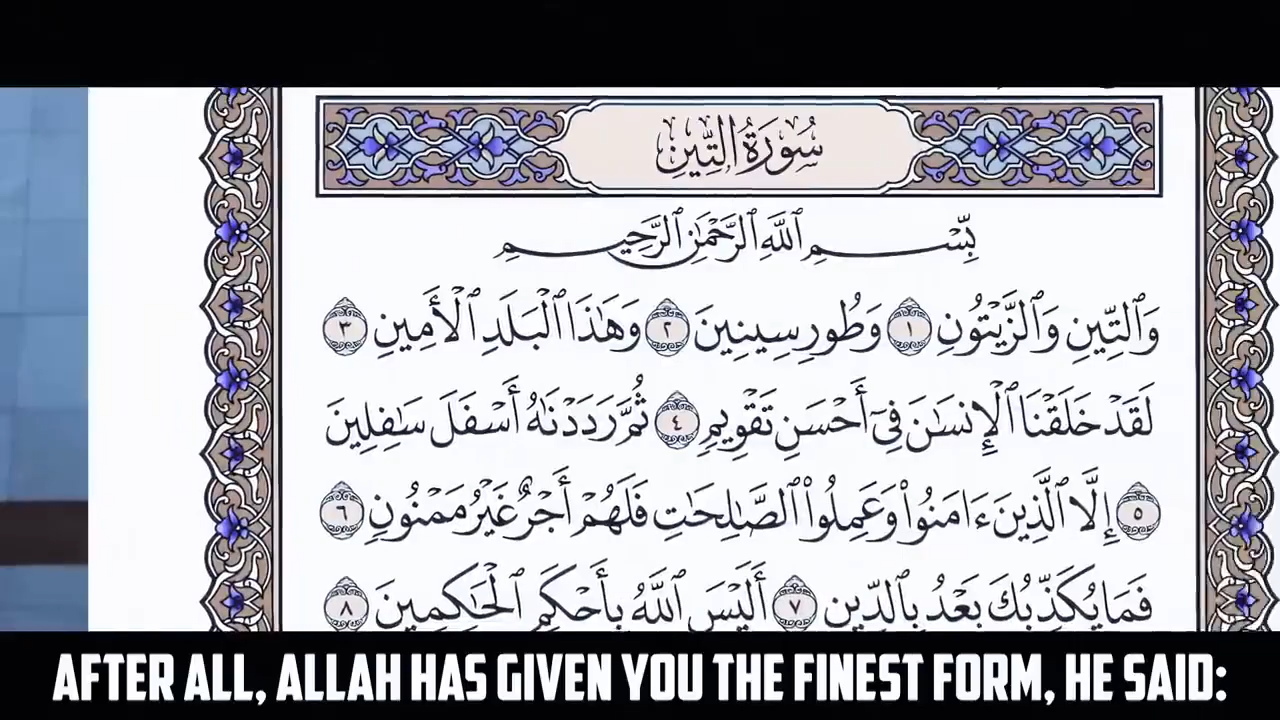 سُورَةُ التِّينِ
بِسْمِ ٱللَّهِ ٱلرَّحْمَٰنِ ٱلرَّحِيمِ
وَٱلتِّينِ وَٱلزَّيْتُونِ ١ وَطُورِ سِينِينَ ٢ وَهَٰذَا ٱلْبَلَدِ ٱلْأَمِينِ ٣
لَقَدْ خَلَقْنَا ٱلْإِنسَٰنَ فِىٓ أَحْسَنِ تَقْوِيمٍ ٤ ثُمَّ رَدَدْنَٰهُ أَسْفَلَ سَٰفِلِينَ
٥ إِلَّا ٱلَّذِينَ ءَامَنُوا۟ وَعَمِلُوا۟ ٱلصَّٰلِحَٰتِ فَلَهُمْ أَجْرٌ غَيْرُ مَمْنُونٍ ٦
فَمَا يُكَذِّبُكَ بَعْدُ بِٱلدِّينِ ٧ أَلَيْسَ ٱللَّهُ بِأَحْكَمِ ٱلْحَٰكِمِينَ ٨
AFTER ALL, ALLAH HAS GIVEN YOU THE FINEST FORM, HE SAID: